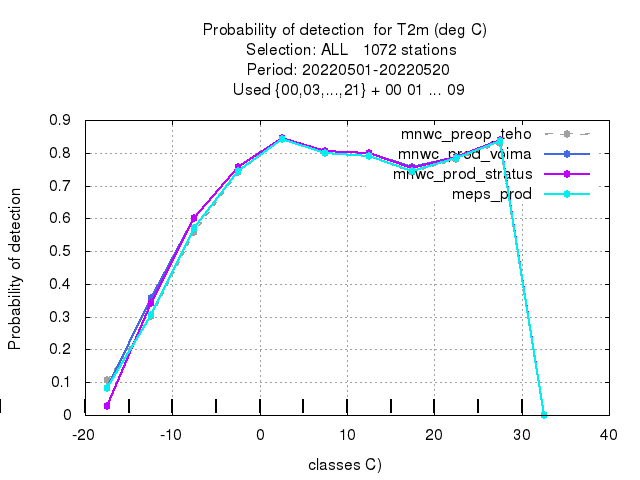 Probability of detection  for T2m (deg C)
Selection: ALL   1072 stations
Period: 20220501-20220520
Used {00,03,...,21} + 00 01 ... 09
mnwc_preop_teho
mnwc_prod_voima
mnwc_prod_stratus
meps_prod
Probability of detection
0.9
0.8
0.7
0.6
0.5
0.4
0.3
0.2
0.1
0
-20 -10 0 10 20 30 40
classes C)